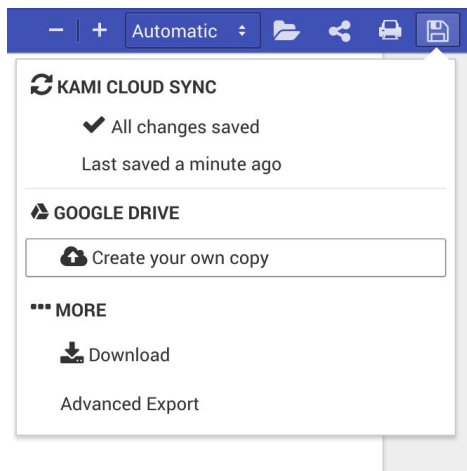 Automatic
KAMI CLOUD SYNC
All changes saved
Last saved a minute ago
GOOGLE DRIVE
Create your own copy
MORE
Download
Advanced Export